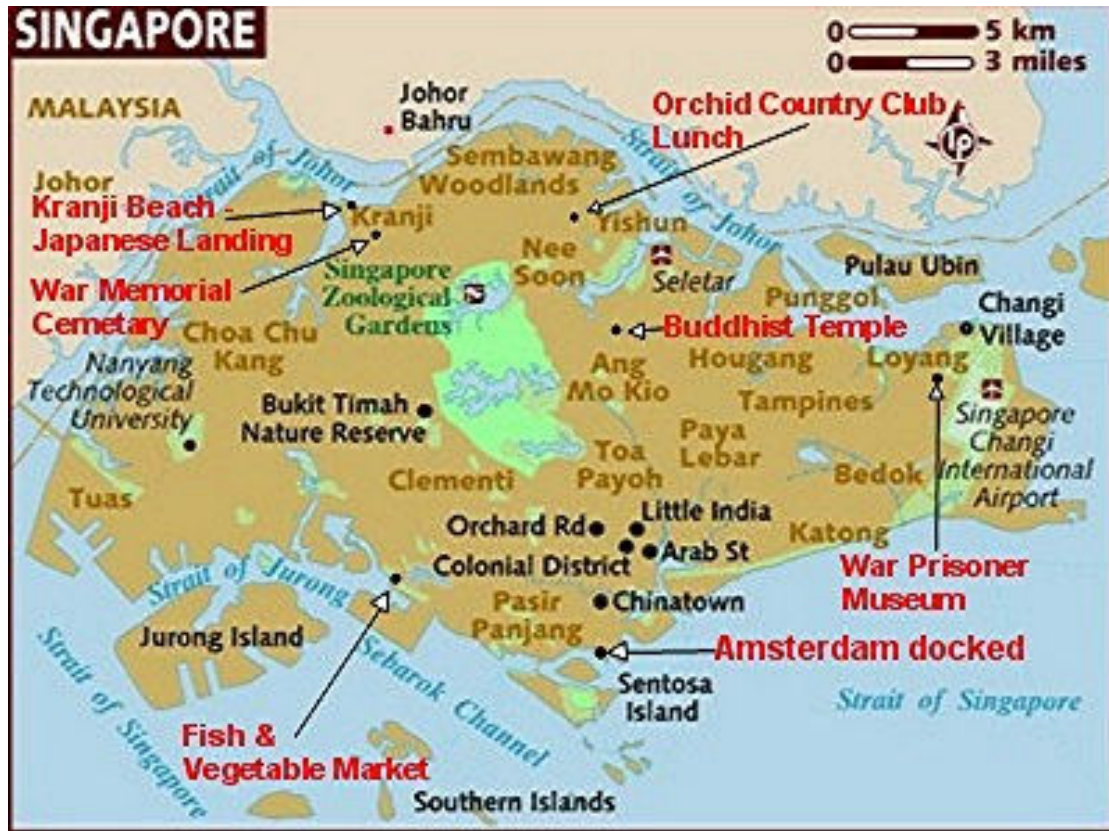 SINGAPORE
0 5 km
0 3 miles
MALAYSIA
Johor
Bahru
Orchid Country Club -
Lunch
LP
Strait of Johor
Sembawang
Woodlands
Strait of Johor
Johor
Kranji Beach -
Japanese Landing
Kranji
Yishun
Nee
Soon
Seletar
Pulau Ubin
War Memorial
Cemetary
Singapore
Zoological
Gardens
Punggol
Changi
Village
Choa Chu
Kang
Buddhist Temple
Nanyang
Technological
University
Ang
Mo Kio
Hougang
Loyang
Tampines
Bukit Timah
Nature Reserve
Singapore
Changi
International
Airport
Paya
Lebar
Toa
Payoh
Bedok
Tuas
Clementi
Orchard Rd
Little India
Katong
Colonial District
Arab St
Strait of Jurong
War Prisoner
Museum
Pasir
Panjang
Chinatown
Jurong Island
Amsterdam docked
Strait of Singapore
Sebarok Channel
Sentosa
Island
Strait of Singapore
Fish &
Vegetable Market
Southern Islands